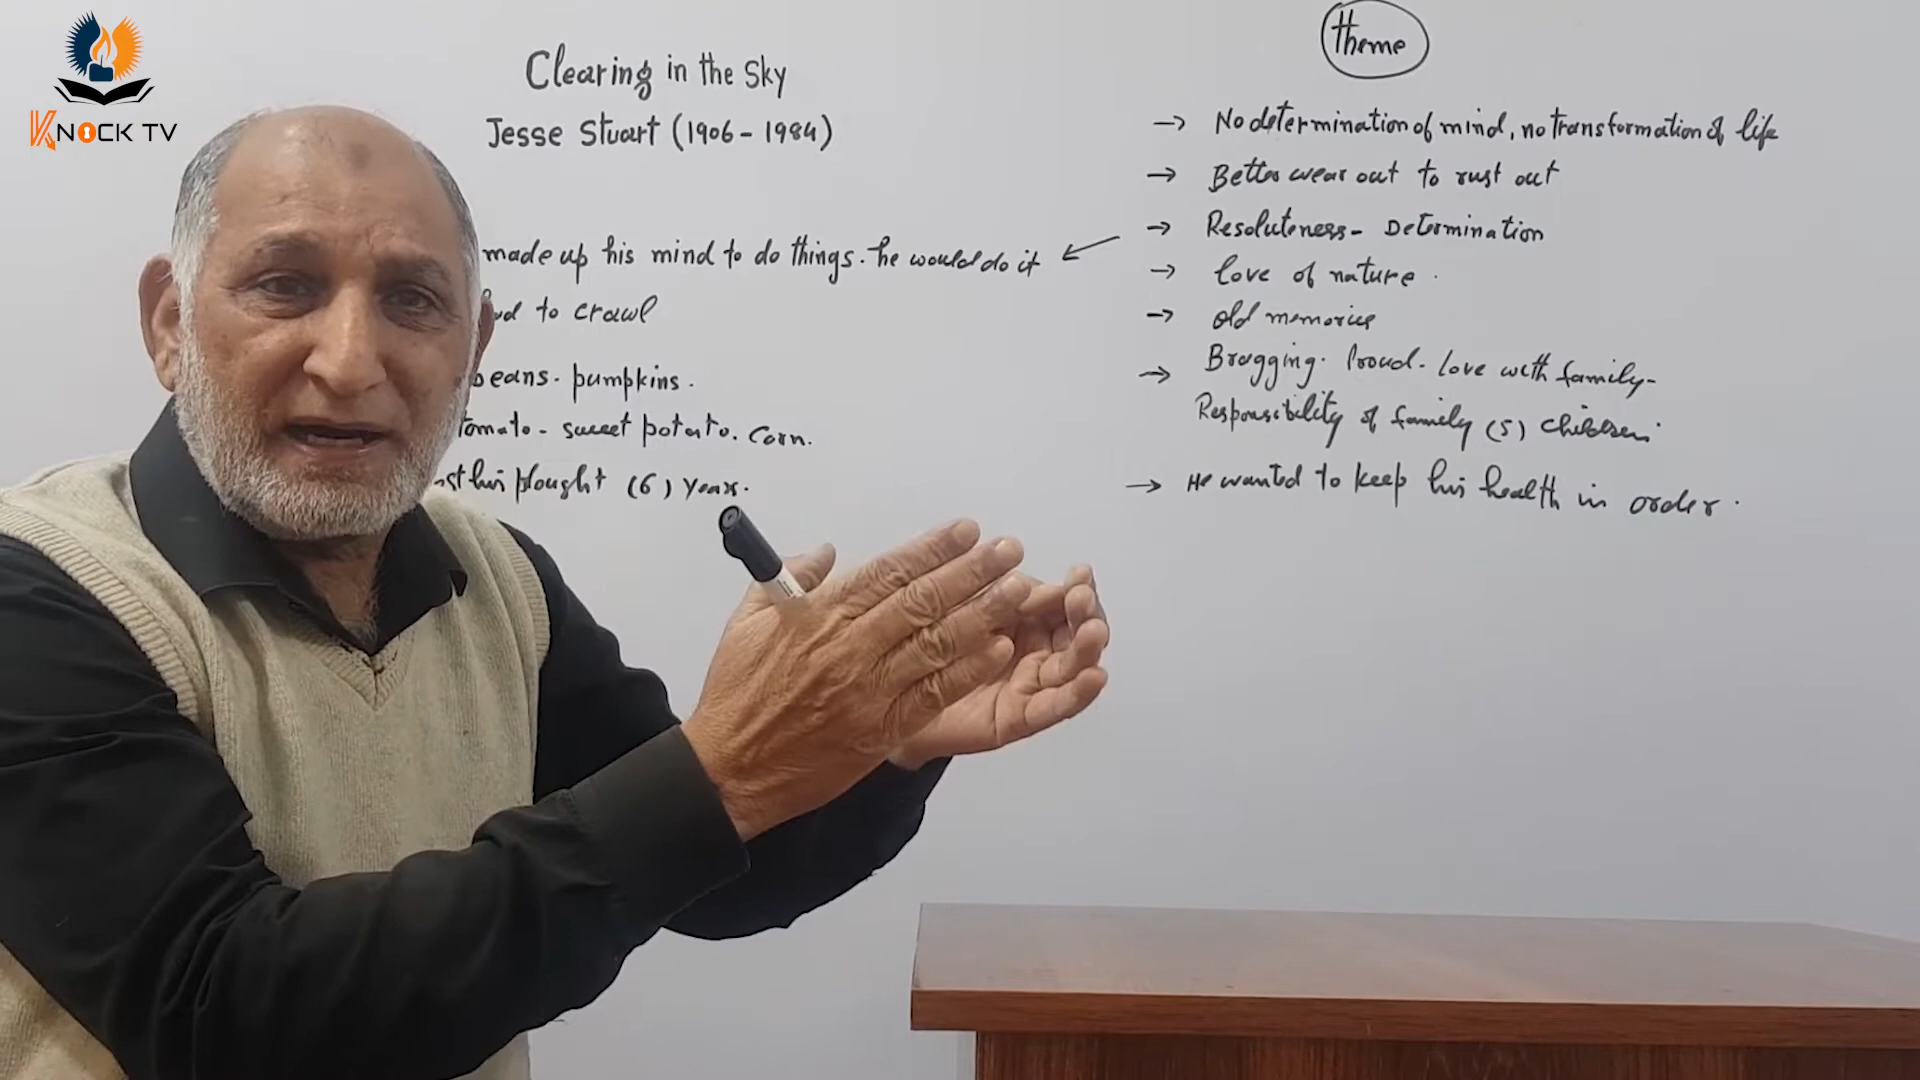 KNOCK TV
Clearing in the Sky
Jesse Stuart (1906 - 1984)
made up his mind to do things. he would do it
to crawl
beans. pumpkins.
tomato - sweet potato. Corn.
plought (6) years.
Theme
→ No determination of mind, no transformation of life
→ Better wear out to rust out
→ Resoluteness - Determination
→ love of nature.
→ old memories
→ Bragging. Proud. Love with family -
Responsibility of family (5) children.
→ He wanted to keep his health in order.